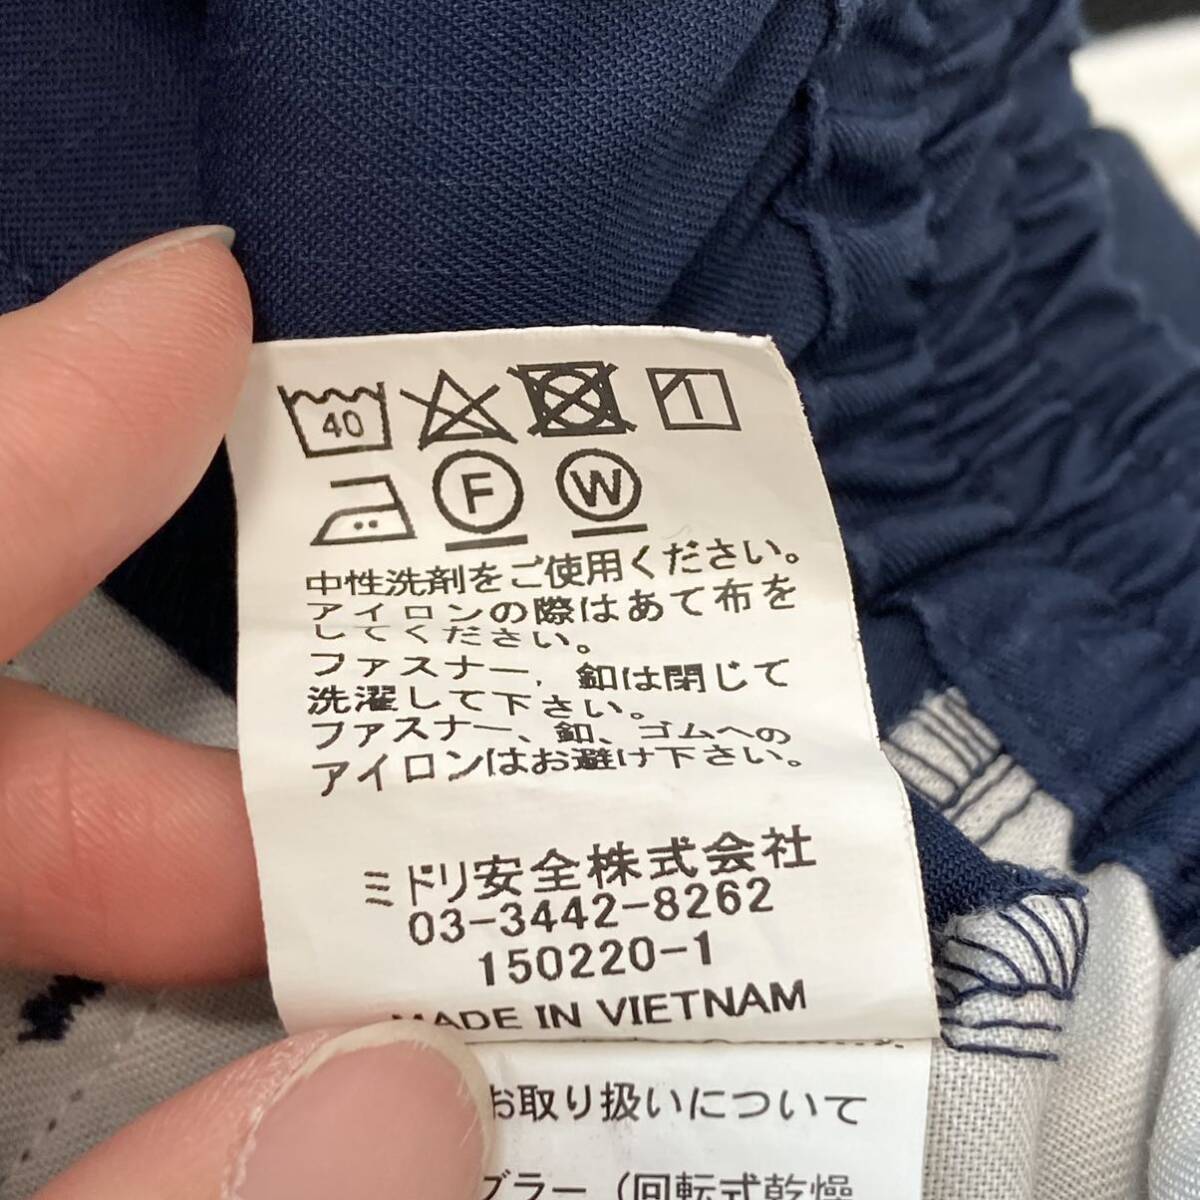 40
F W
中性洗剤をご使用ください。
アイロンの際はあて布を
してください。
ファスナー、釦は閉じて
洗濯して下さい。
ファスナー、釦、ゴムへの
アイロンはお避け下さい。
ミドリ安全株式会社
03-3442-8262
150220-1
MADE IN VIETNAM
お取り扱いについて
ブラー（回転式乾燥